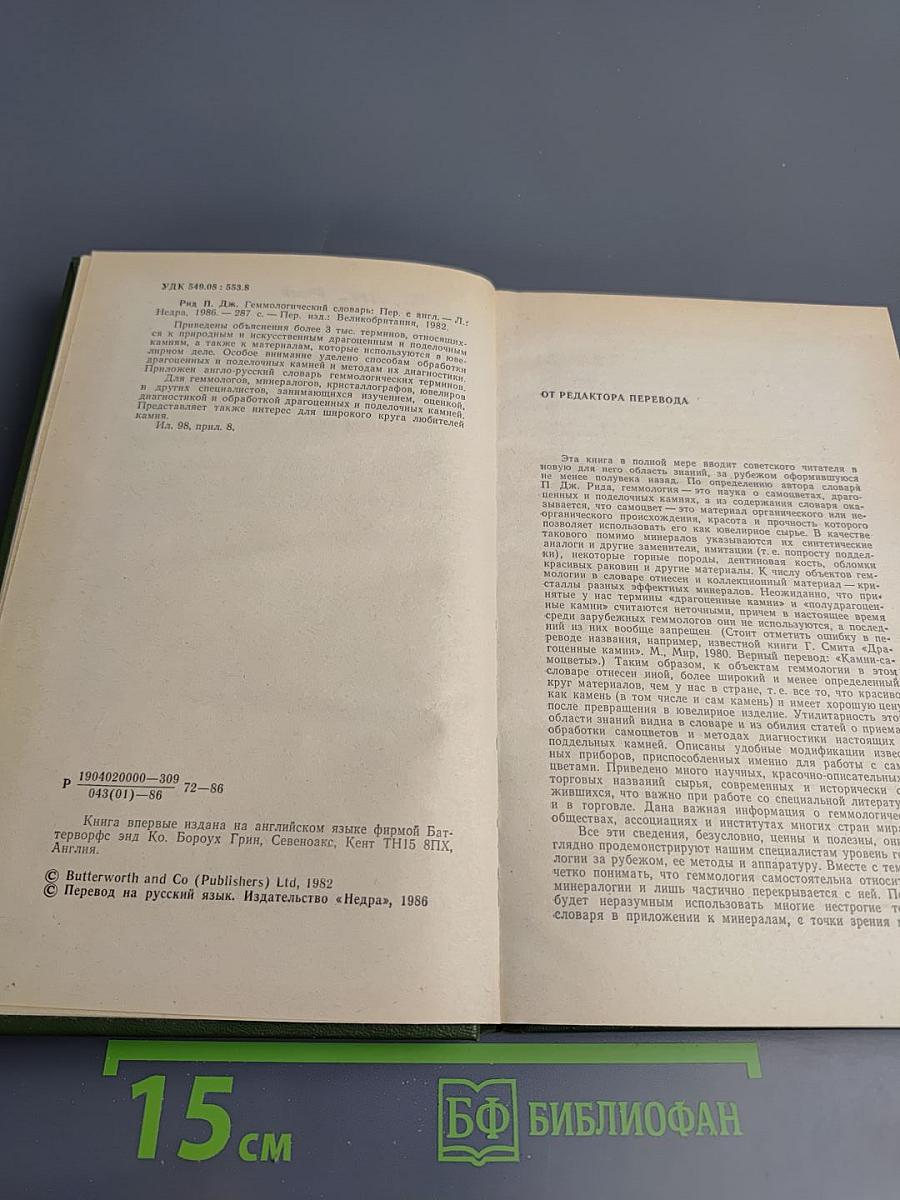 УДК 549.08 : 553.8
Рид П. Дж. Геммологический словарь: Пер. с англ. — Л.:
Недра, 1986. — 287 с. — Пер. изд.: Великобритания, 1982.
Приведены объяснения более 3 тыс. терминов, относящих-
ся к природным и искусственным драгоценным и поделочным
камням, а также к материалам, которые используются в юве-
лирном деле. Особое внимание уделено способам обработки
драгоценных и поделочных камней и методам их диагностики.
Приложен англо-русский словарь геммологических терминов.
Для геммологов, минералогов, кристаллографов, ювелиров
и других специалистов, занимающихся изучением, оценкой,
диагностикой и обработкой драгоценных и поделочных камней.
Представляет также интерес для широкого круга любителей
камня.
Ил. 98, прил. 8.
Р 1904020000—309
043(01)—86 72—86
Книга впервые издана на английском языке фирмой Бат-
терворфс энд Ко. Бороух Грин, Севеноакс, Кент ТН15 8ПХ,
Англия.
© Butterworth and Co (Publishers) Ltd, 1982
© Перевод на русский язык. Издательство «Недра», 1986
ОТ РЕДАКТОРА ПЕРЕВОДА
Эта книга в полной мере вводит советского читателя в
новую для него область знаний, за рубежом оформившуюся
не менее полувека назад. По определению автора словаря
П Дж. Рида, геммология — это наука о самоцветах, драго-
ценных и поделочных камнях, а из содержания словаря ока-
зывается, что самоцвет — это материал органического или не-
органического происхождения, красота и прочность которого
позволяет использовать его как ювелирное сырье. В качестве
такового помимо минералов указываются их синтетические
аналоги и другие заменители, имитации (т. е. попросту поддел-
ки), некоторые горные породы, дентиновая кость, обломки
красивых раковин и другие материалы. К числу объектов гем-
мологии в словаре отнесен и коллекционный материал — кри-
сталлы разных эффектных минералов. Неожиданно, что при-
нятые у нас термины «драгоценные камни» и «полудрагоцен-
ные камни» считаются неточными, причем в настоящее время
среди зарубежных геммологов они не используются, а послед-
ний из них вообще запрещен. (Стоит отметить ошибку в пе-
реводе названия, например, известной книги Г. Смита «Дра-
гоценные камни». М., Мир, 1980. Верный перевод: «Камни-са-
моцветы».) Таким образом, к объектам геммологии в этом
словаре отнесен иной, более широкий и менее определенный
круг материалов, чем у нас в стране, т. е. все то, что красиво
как камень (в том числе и сам камень) и имеет хорошую цену
после превращения в ювелирное изделие. Утилитарность это
области знаний видна в словаре и из обилия статей о приема
обработки самоцветов и методах диагностики настоящих
поддельных камней. Описаны удобные модификации извес
ных приборов, приспособленных именно для работы с сам
цветами. Приведено много научных, красочно-описательных
торговых названий сырья, современных и исторически с
жившихся, что важно при работе со специальной литерату
и в торговле. Дана важная информация о геммологичес
обществах, ассоциациях и институтах многих стран мира
Все эти сведения, безусловно, ценны и полезны, они
глядно продемонстрируют нашим специалистам уровень ге
логии за рубежом, ее методы и аппаратуру. Вместе с тем
четко понимать, что геммология самостоятельна относит
минералогии и лишь частично перекрывается с ней. По
будет неразумным использовать многие нестрогие те
словаря в приложении к минералам, с точки зрения
15 см
БФ БИБЛИОФАН